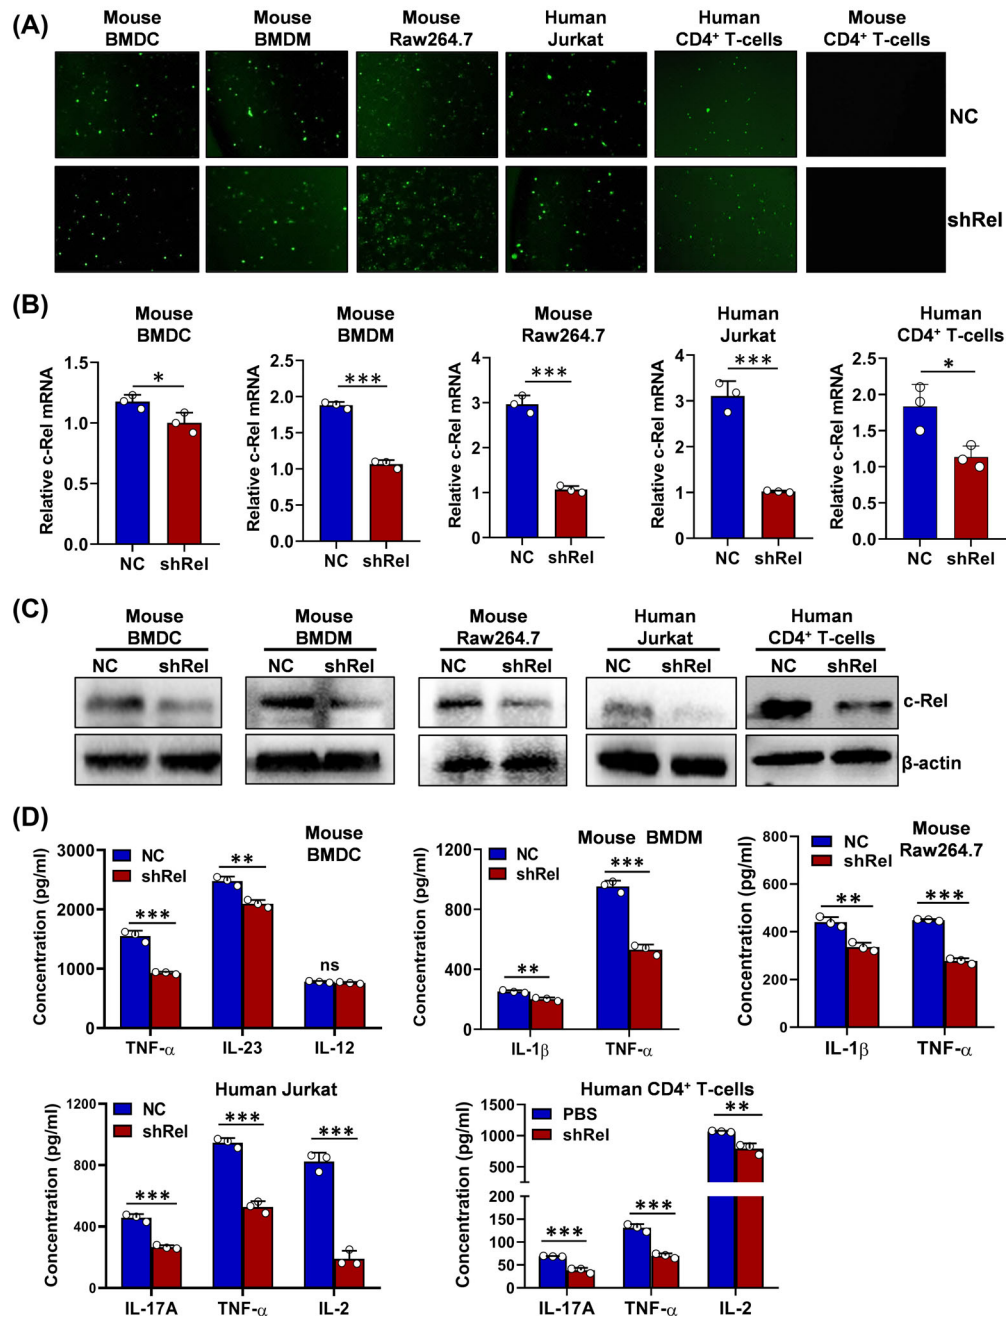 (A)
Mouse
BMDC
Mouse
BMDM
Mouse
Raw264.7
Human
Jurkat
Human
CD4⁺ T-cells
Mouse
CD4⁺ T-cells
NC
shRel
(B)
Mouse
BMDC
Relative c-Rel mRNA
1.5
1.0
0.5
0.0
*
NC shRel
Mouse
BMDM
Relative c-Rel mRNA
2.5
2.0
1.5
1.0
0.5
0.0
***
NC shRel
Mouse
Raw264.7
Relative c-Rel mRNA
4
3
2
1
0
***
NC shRel
Human
Jurkat
Relative c-Rel mRNA
4
3
2
1
0
***
NC shRel
Human
CD4⁺ T-cells
Relative c-Rel mRNA
2.5
2.0
1.5
1.0
0.5
0.0
*
NC shRel
(C)
Mouse
BMDC
NC shRel
Mouse
BMDM
NC shRel
Mouse
Raw264.7
NC shRel
Human
Jurkat
NC shRel
Human
CD4⁺ T-cells
NC shRel
c-Rel
β-actin
(D)
Mouse
BMDC
NC
shRel
Concentration (pg/ml)
3000
2000
1000
0
***
**
ns
TNF-α IL-23 IL-12
Mouse BMDM
NC
shRel
Concentration (pg/ml)
1200
800
400
0
**
***
IL-1β TNF-α
Mouse
Raw264.7
NC
shRel
Concentration (pg/ml)
800
600
400
200
0
**
***
IL-1β TNF-α
Human Jurkat
NC
shRel
Concentration (pg/ml)
1200
800
400
0
***
***
***
IL-17A TNF-α IL-2
Human CD4⁺ T-cells
PBS
shRel
Concentration (pg/ml)
1500
1000
500
200
150
100
50
0
***
***
**
IL-17A TNF-α IL-2